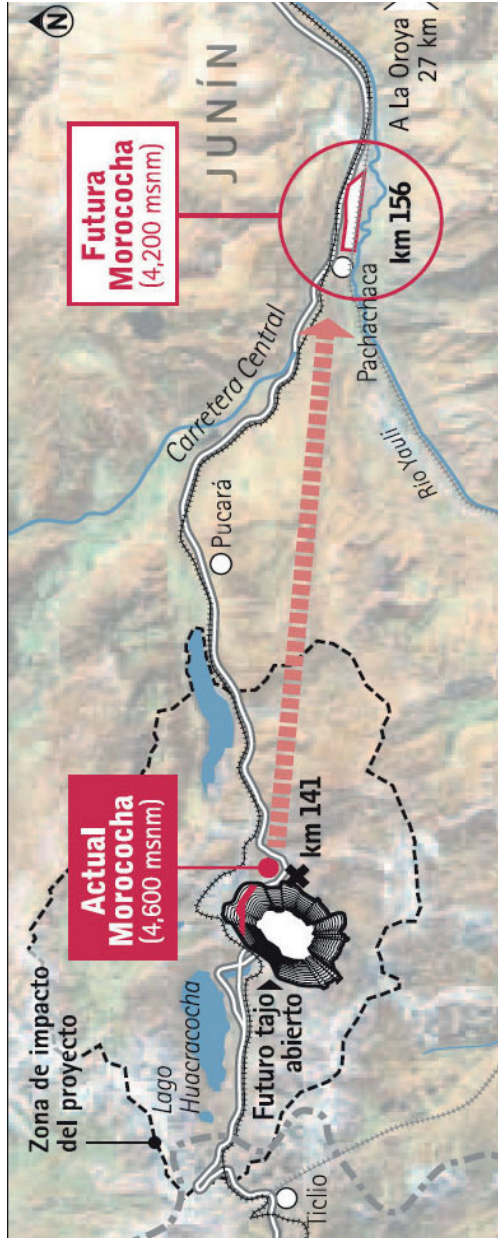 Zona de impacto
del proyecto
Lago
Huacracocha
Ticlio
Futuro tajo
abierto
Actual
Morococha
(4,600 msnm)
km 141
Pucará
Carretera Central
Futura
Morococha
(4,200 msnm)
JUNÍN
km 156
Pachachaca
Río Yauli
A La Oroya
27 km
N